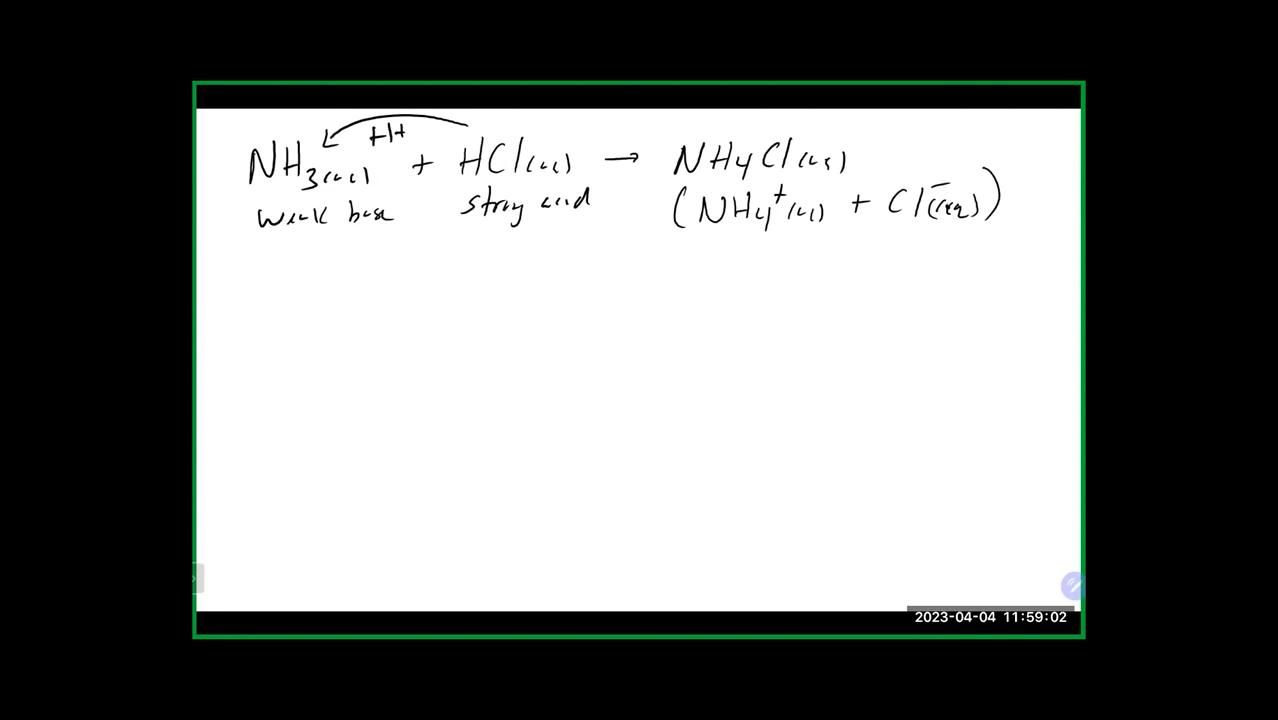 H+
NH3(aq) + HCl(aq) → NH4Cl(aq)
weak base strong acid (NH4+(aq) + Cl-(aq))
2023-04-04 11:59:02